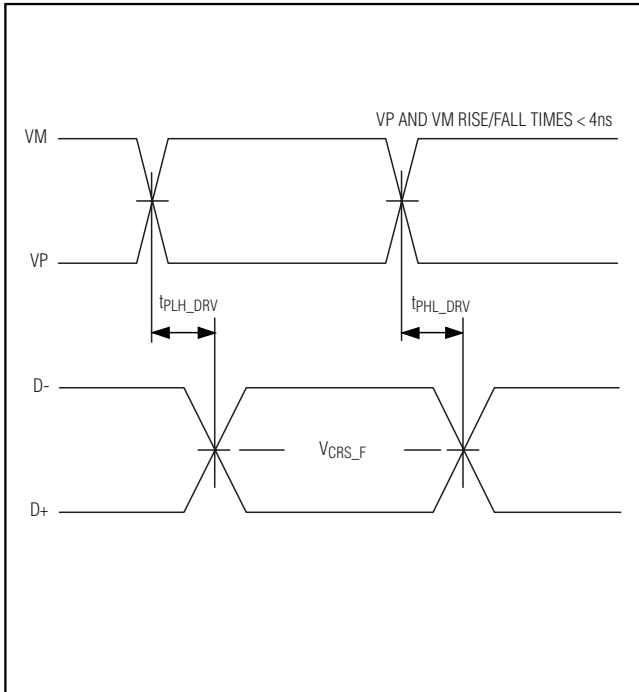 VP AND VM RISE/FALL TIMES < 4ns
VM
VP
tPLH_DRV
tPHL_DRV
D-
VCRS_F
D+